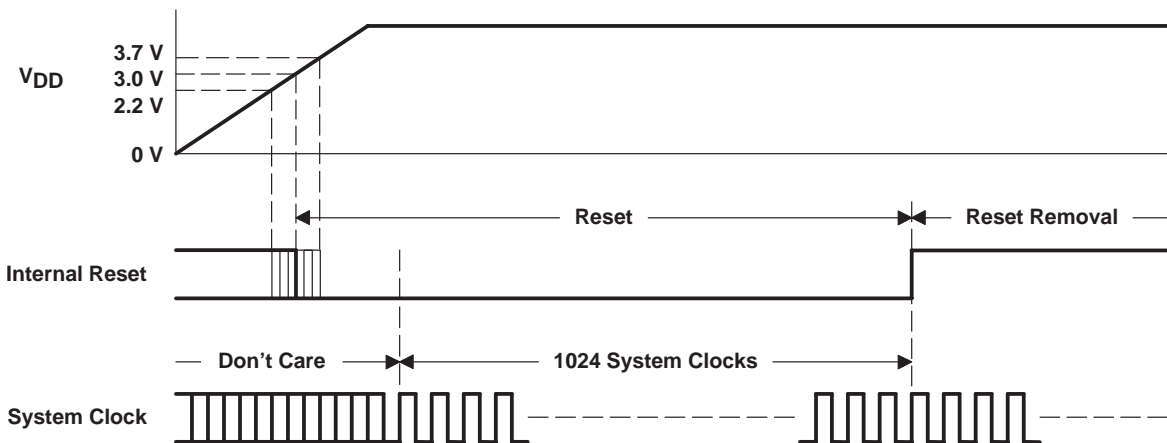 3.7 V
VDD
3.0 V
2.2 V
0 V
Reset
Reset Removal
Internal Reset
Don't Care
1024 System Clocks
System Clock